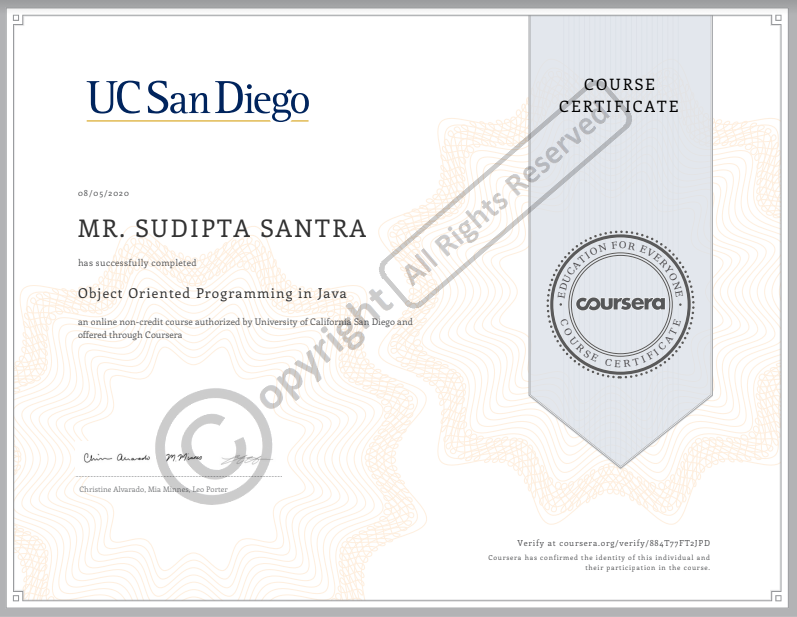 UC San Diego
COURSE
CERTIFICATE
08/05/2020
MR. SUDIPTA SANTRA
has successfully completed
Object Oriented Programming in Java
an online non-credit course authorized by University of California San Diego and
offered through Coursera
EDUCATION FOR EVERYONE
coursera
COURSE CERTIFICATE
© copyright All Rights Reserved
Christine Alvarado, Mia Minnes, Leo Porter
Verify at coursera.org/verify/884T77FT2JPD
Coursera has confirmed the identity of this individual and
their participation in the course.